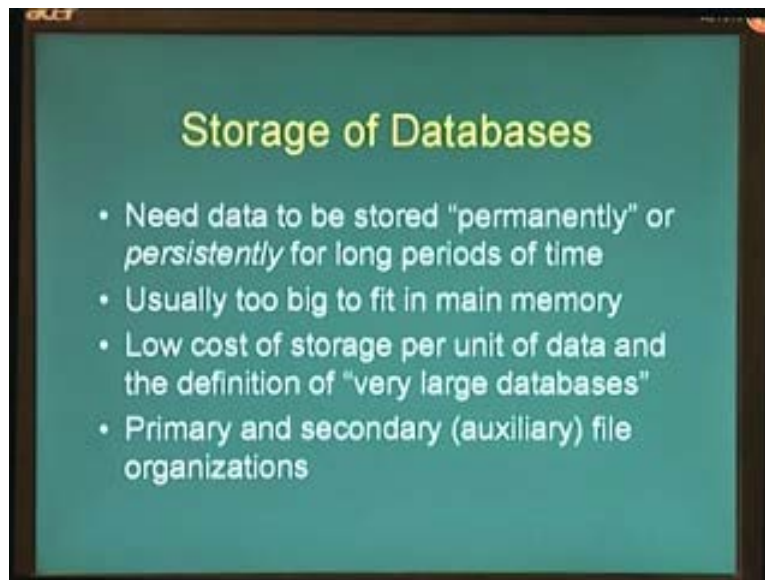 acer
Storage of Databases
• Need data to be stored “permanently” or
persistently for long periods of time
• Usually too big to fit in main memory
• Low cost of storage per unit of data and
the definition of “very large databases”
• Primary and secondary (auxiliary) file
organizations